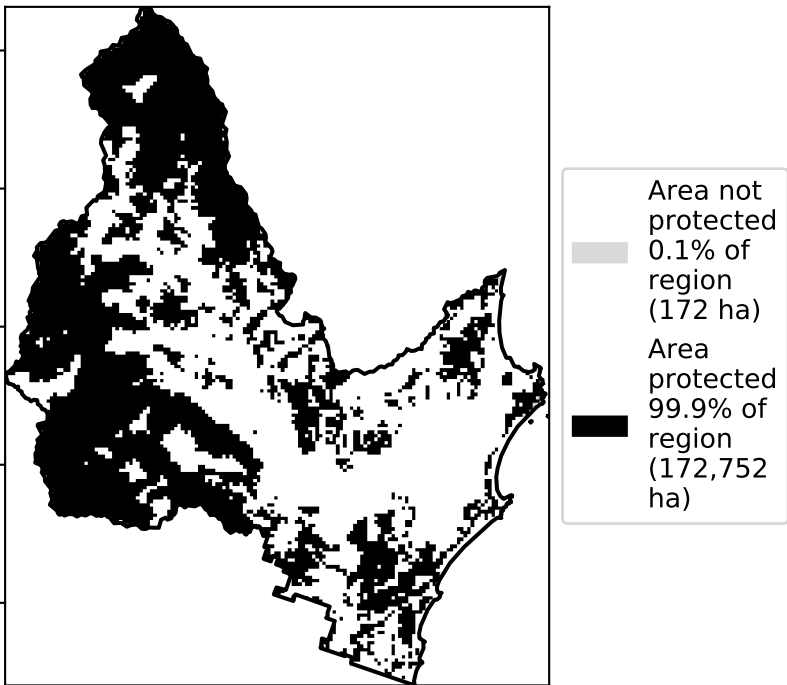 Area not
protected
0.1% of
region
(172 ha)
Area
protected
99.9% of
region
(172,752
ha)